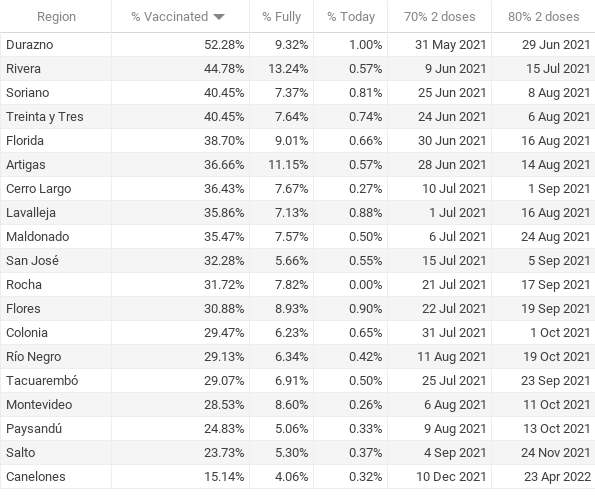 Region % Vaccinated % Fully % Today 70% 2 doses 80% 2 doses
Durazno 52.28% 9.32% 1.00% 31 May 2021 29 Jun 2021
Rivera 44.78% 13.24% 0.57% 9 Jun 2021 15 Jul 2021
Soriano 40.45% 7.37% 0.81% 25 Jun 2021 8 Aug 2021
Treinta y Tres 40.45% 7.64% 0.74% 24 Jun 2021 6 Aug 2021
Florida 38.70% 9.01% 0.66% 30 Jun 2021 16 Aug 2021
Artigas 36.66% 11.15% 0.57% 28 Jun 2021 14 Aug 2021
Cerro Largo 36.43% 7.67% 0.27% 10 Jul 2021 1 Sep 2021
Lavalleja 35.86% 7.13% 0.88% 1 Jul 2021 16 Aug 2021
Maldonado 35.47% 7.57% 0.50% 6 Jul 2021 24 Aug 2021
San José 32.28% 5.66% 0.55% 15 Jul 2021 5 Sep 2021
Rocha 31.72% 7.82% 0.00% 21 Jul 2021 17 Sep 2021
Flores 30.88% 8.93% 0.90% 22 Jul 2021 19 Sep 2021
Colonia 29.47% 6.23% 0.65% 31 Jul 2021 1 Oct 2021
Río Negro 29.13% 6.34% 0.42% 11 Aug 2021 19 Oct 2021
Tacuarembó 29.07% 6.91% 0.50% 25 Jul 2021 23 Sep 2021
Montevideo 28.53% 8.60% 0.26% 6 Aug 2021 11 Oct 2021
Paysandú 24.83% 5.06% 0.33% 9 Aug 2021 13 Oct 2021
Salto 23.73% 5.30% 0.37% 4 Sep 2021 24 Nov 2021
Canelones 15.14% 4.06% 0.32% 10 Dec 2021 23 Apr 2022